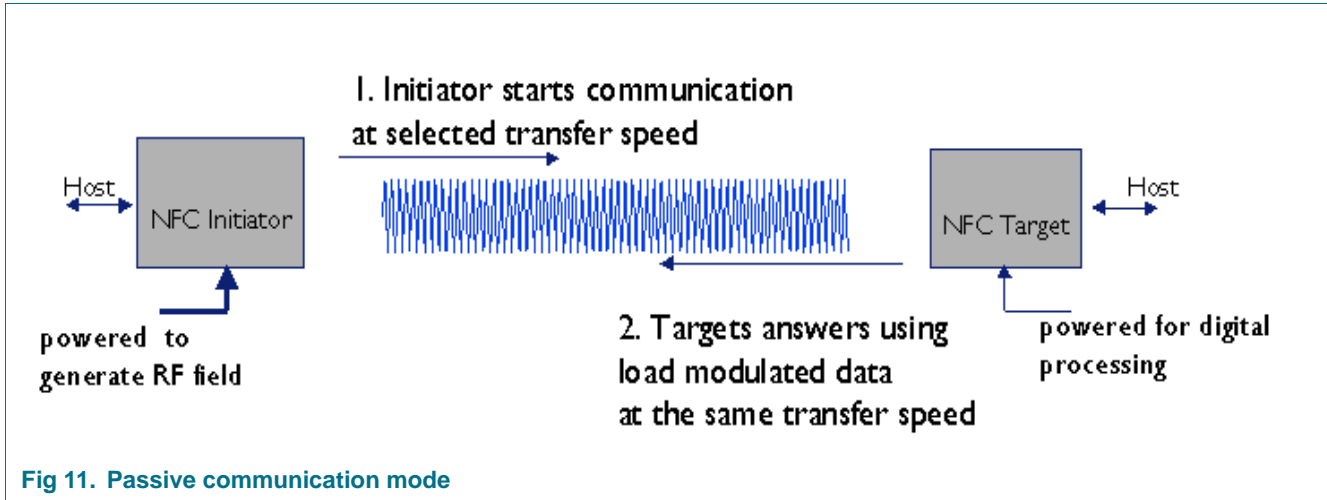 1. Initiator starts communication
at selected transfer speed
Host
NFC Initiator
Host
NFC Target
powered to
generate RF field
2. Targets answers using
load modulated data
at the same transfer speed
powered for digital
processing
Fig 11. Passive communication mode